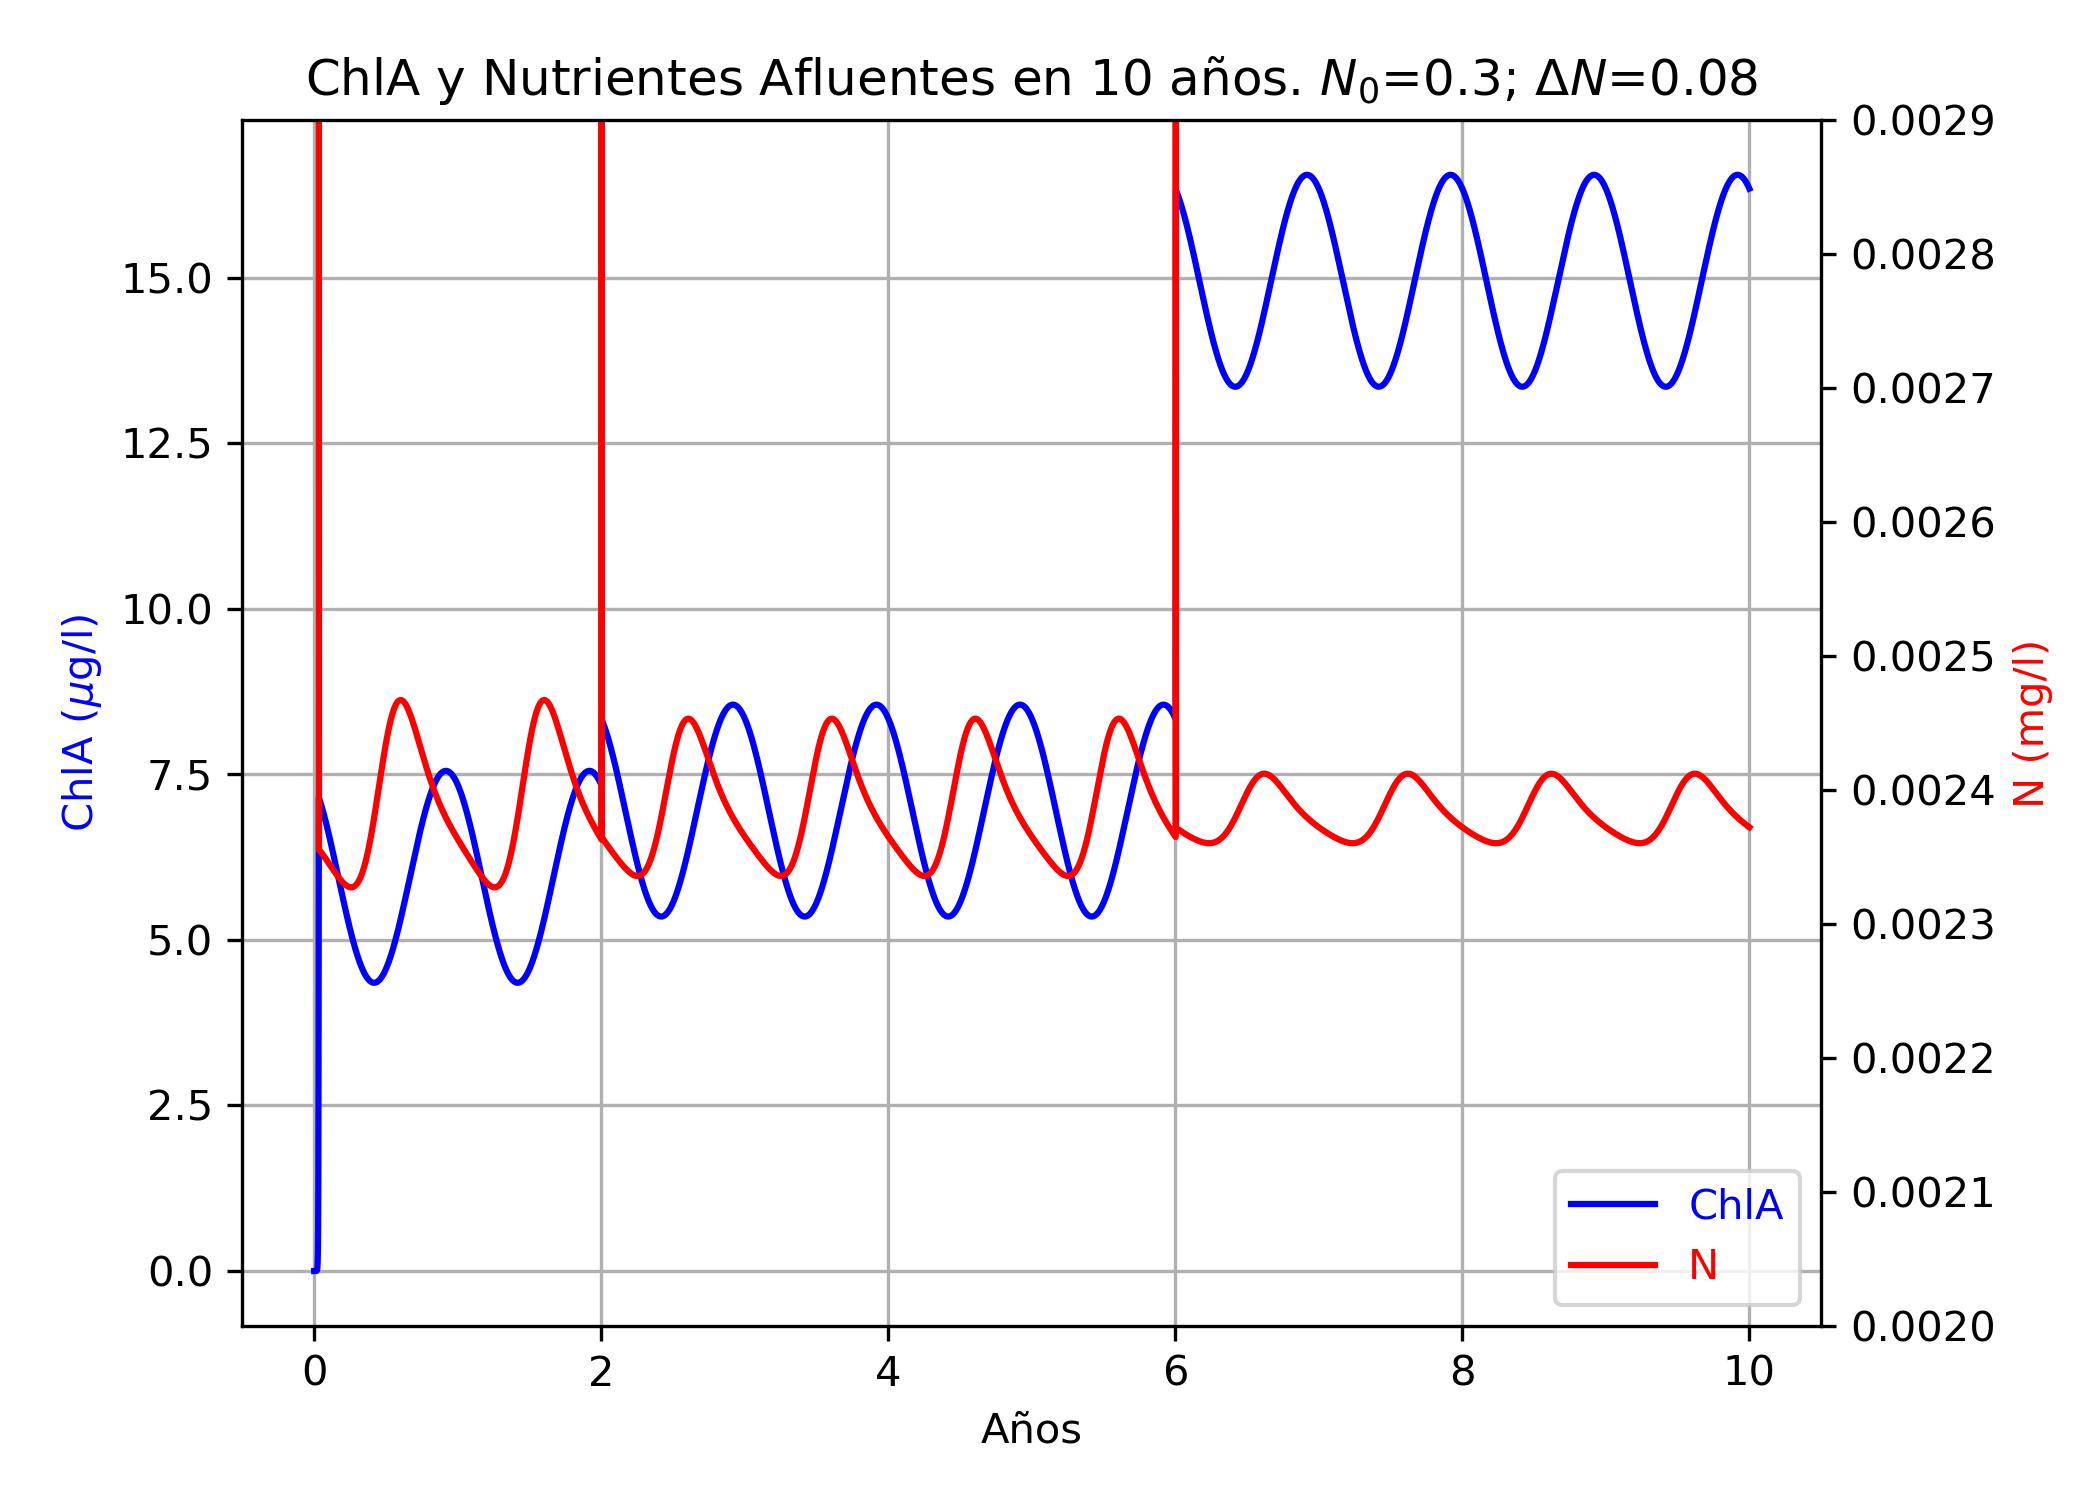 ChlA y Nutrientes Afluentes en 10 años. N₀=0.3; ΔN=0.08
ChlA (μg/l)
15.0
12.5
10.0
7.5
5.0
2.5
0.0
0.0029
0.0028
0.0027
0.0026
0.0025
0.0024
0.0023
0.0022
0.0021
0.0020
N (mg/l)
ChlA
N
0 2 4 6 8 10
Años